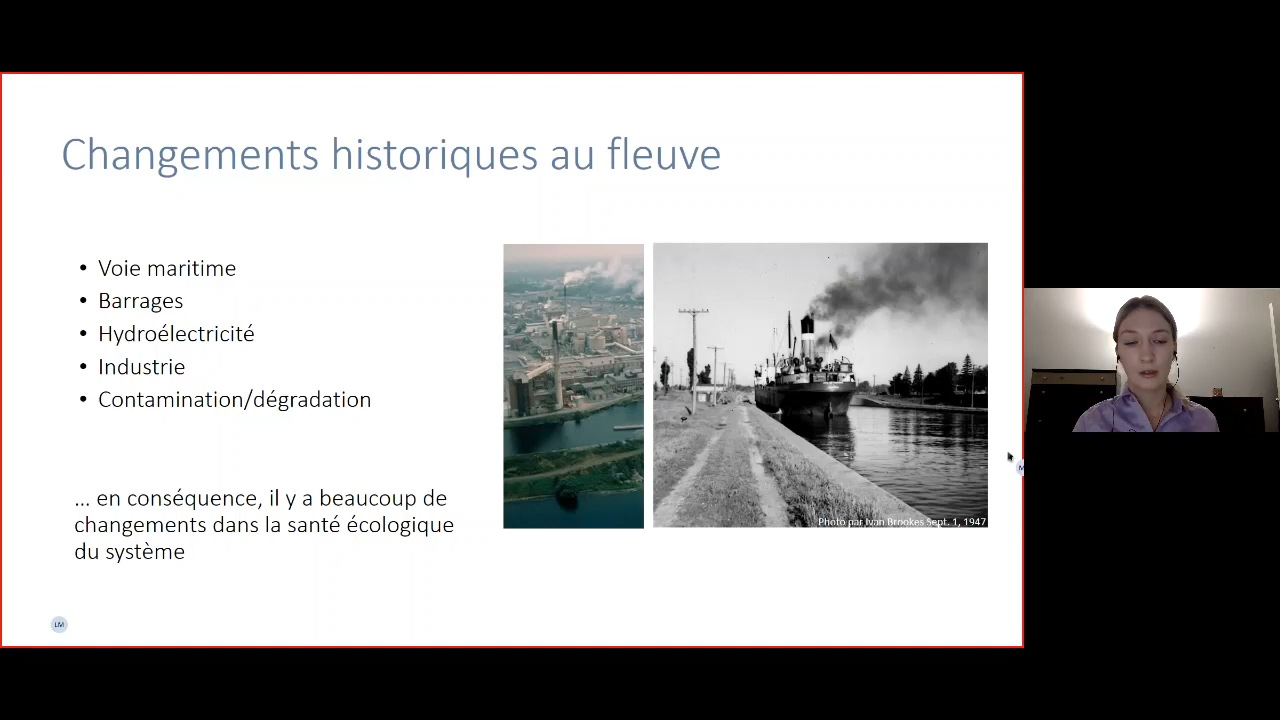 Changements historiques au fleuve
• Voie maritime
• Barrages
• Hydroélectricité
• Industrie
• Contamination/dégradation
... en conséquence, il y a beaucoup de
changements dans la santé écologique
du système
Photo par Ivan Brookes Sept. 1, 1947
LM